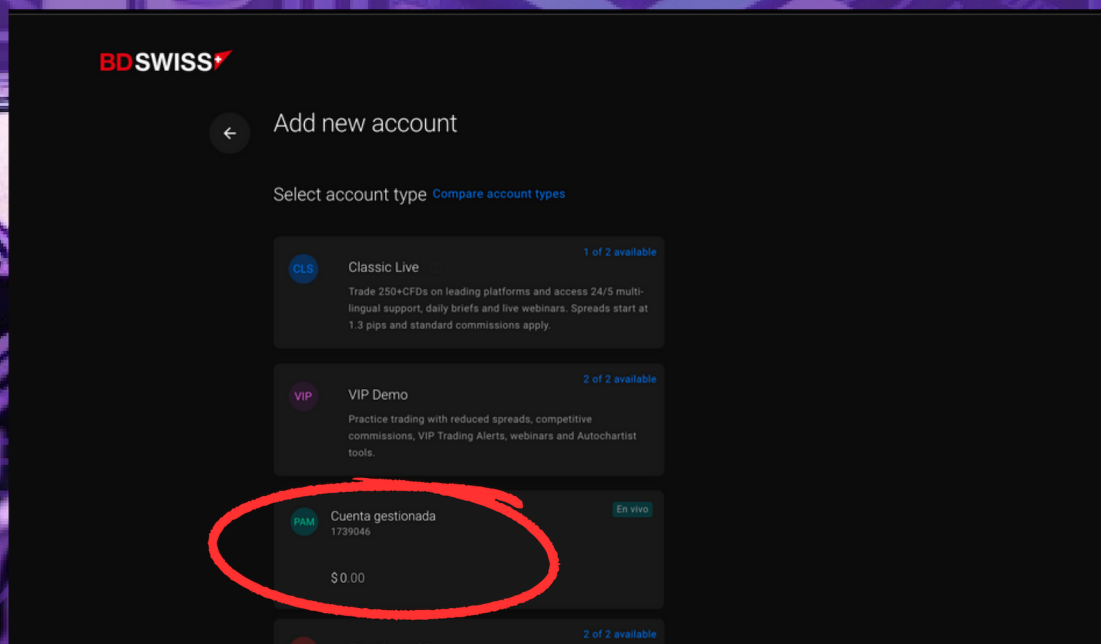 BDSWISS
Add new account
Select account type Compare account types
1 of 2 available
CLS
Classic Live
Trade 250+CFDs on leading platforms and access 24/5 multi-
lingual support, daily briefs and live webinars. Spreads start at
1.3 pips and standard commissions apply.
2 of 2 available
VIP
VIP Demo
Practice trading with reduced spreads, competitive
commissions, VIP Trading Alerts, webinars and Autochartist
tools.
PAM
Cuenta gestionada
En vivo
1739046
$ 0.00
2 of 2 available